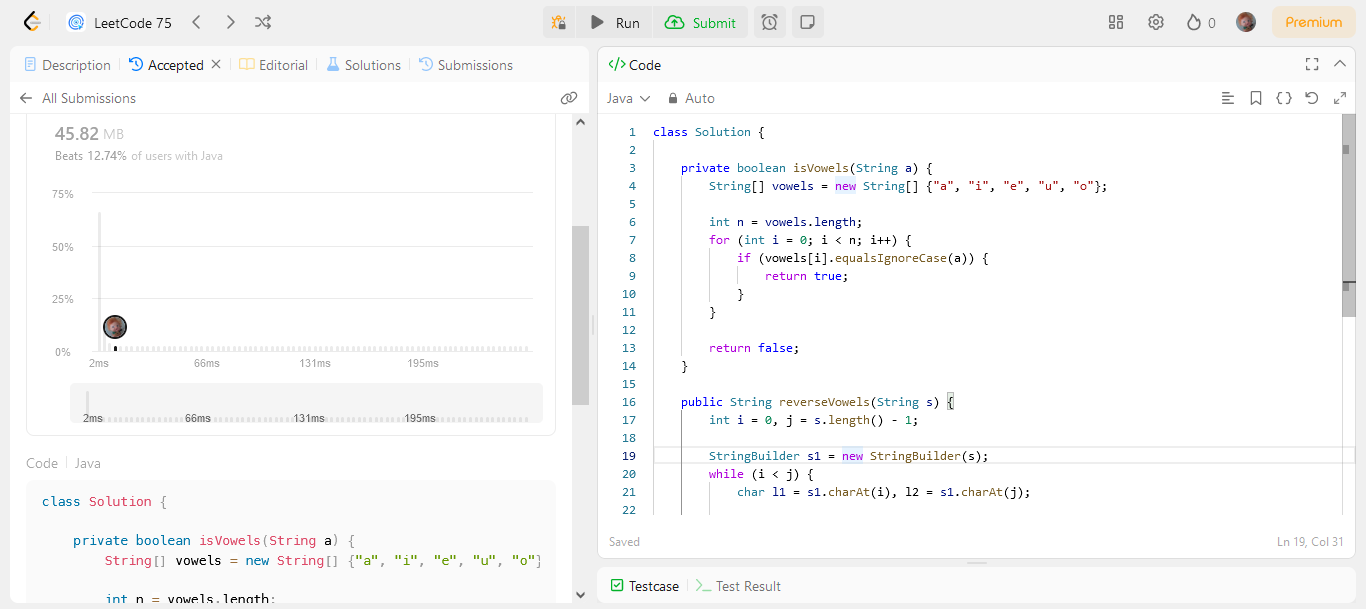 LeetCode 75
Run
Submit
0
Premium
Description
Accepted
Editorial
Solutions
Submissions
All Submissions
45.82 MB
Beats 12.74% of users with Java
75%
50%
25%
0%
2ms 66ms 131ms 195ms
2ms 66ms 131ms 195ms
Code Java
class Solution {
private boolean isVowels(String a) {
String[] vowels = new String[] {"a", "i", "e", "u", "o"}
int n = vowels.length;
Code
Java Auto
1 class Solution {
2
3 private boolean isVowels(String a) {
4 String[] vowels = new String[] {"a", "i", "e", "u", "o"};
5
6 int n = vowels.length;
7 for (int i = 0; i < n; i++) {
8 if (vowels[i].equalsIgnoreCase(a)) {
9 return true;
10 }
11 }
12
13 return false;
14 }
15
16 public String reverseVowels(String s) {
17 int i = 0, j = s.length() - 1;
18
19 StringBuilder s1 = new StringBuilder(s);
20 while (i < j) {
21 char l1 = s1.charAt(i), l2 = s1.charAt(j);
22
Saved
Ln 19, Col 31
Testcase
Test Result